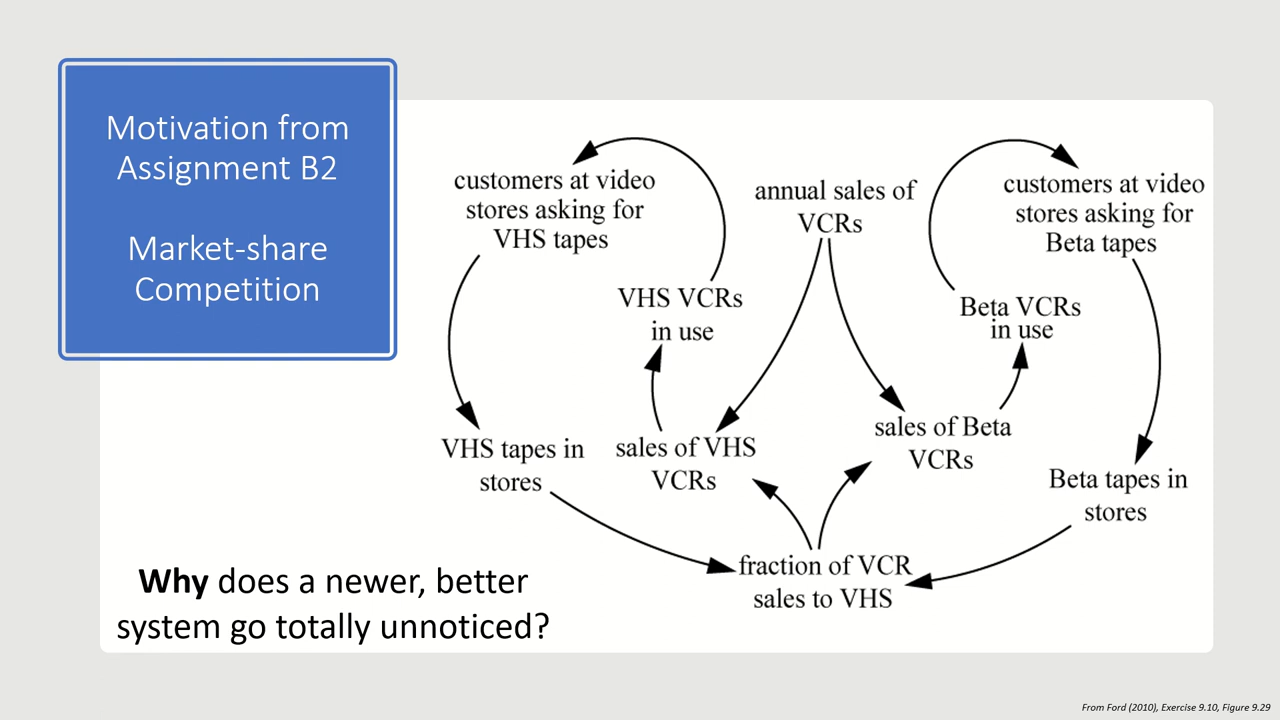 Motivation from
Assignment B2
Market-share
Competition
customers at video
stores asking for
VHS tapes
annual sales of
VCRs
customers at video
stores asking for
Beta tapes
VHS VCRs
in use
Beta VCRs
in use
VHS tapes in
stores
sales of VHS
VCRs
sales of Beta
VCRs
Beta tapes in
stores
fraction of VCR
sales to VHS
Why does a newer, better
system go totally unnoticed?
From Ford (2010), Exercise 9.10, Figure 9.29